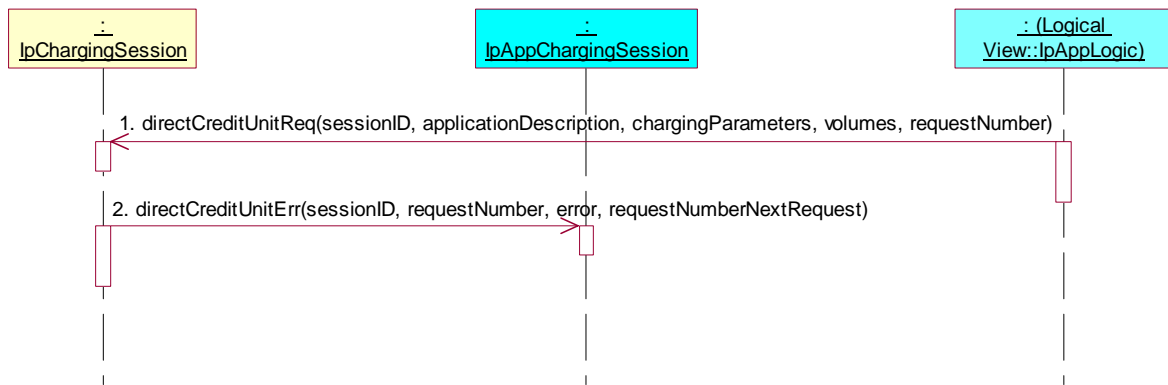 :
IpChargingSession
:
IpAppChargingSession
: (Logical
View::IpAppLogic)
1. directCreditUnitReq(sessionID, applicationDescription, chargingParameters, volumes, requestNumber)
2. directCreditUnitErr(sessionID, requestNumber, error, requestNumberNextRequest)